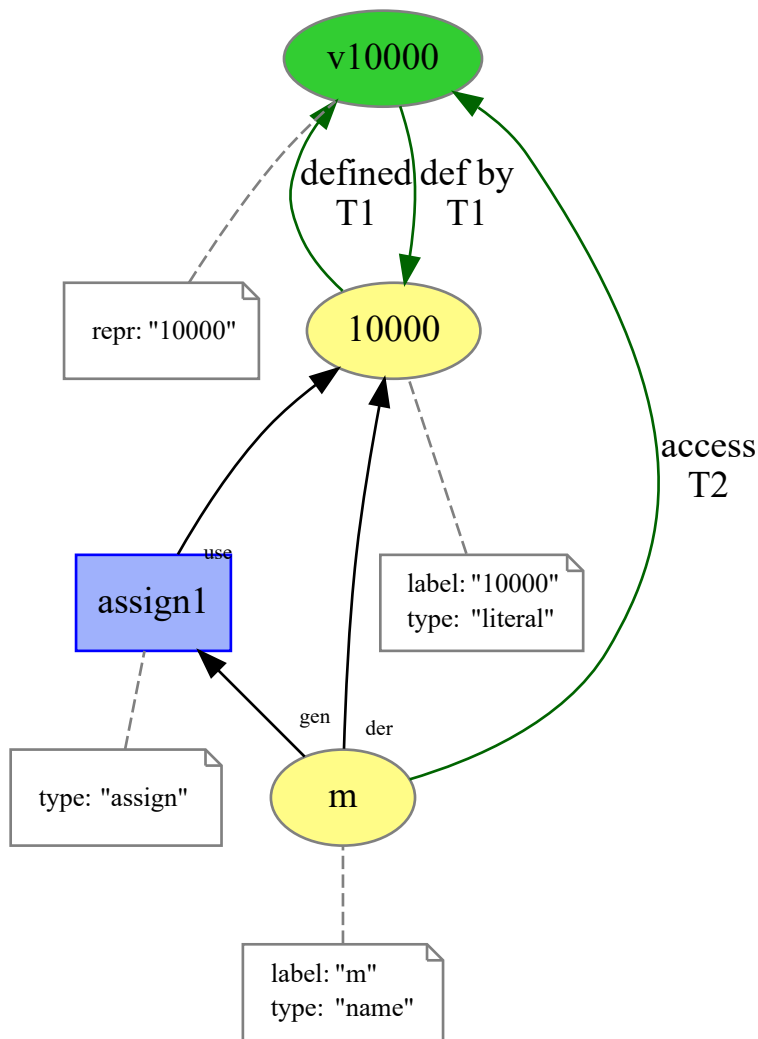 v10000
defined
T1
def by
T1
repr: "10000"
10000
access
T2
use
assign1
label: "10000"
type: "literal"
gen
der
type: "assign"
m
label: "m"
type: "name"